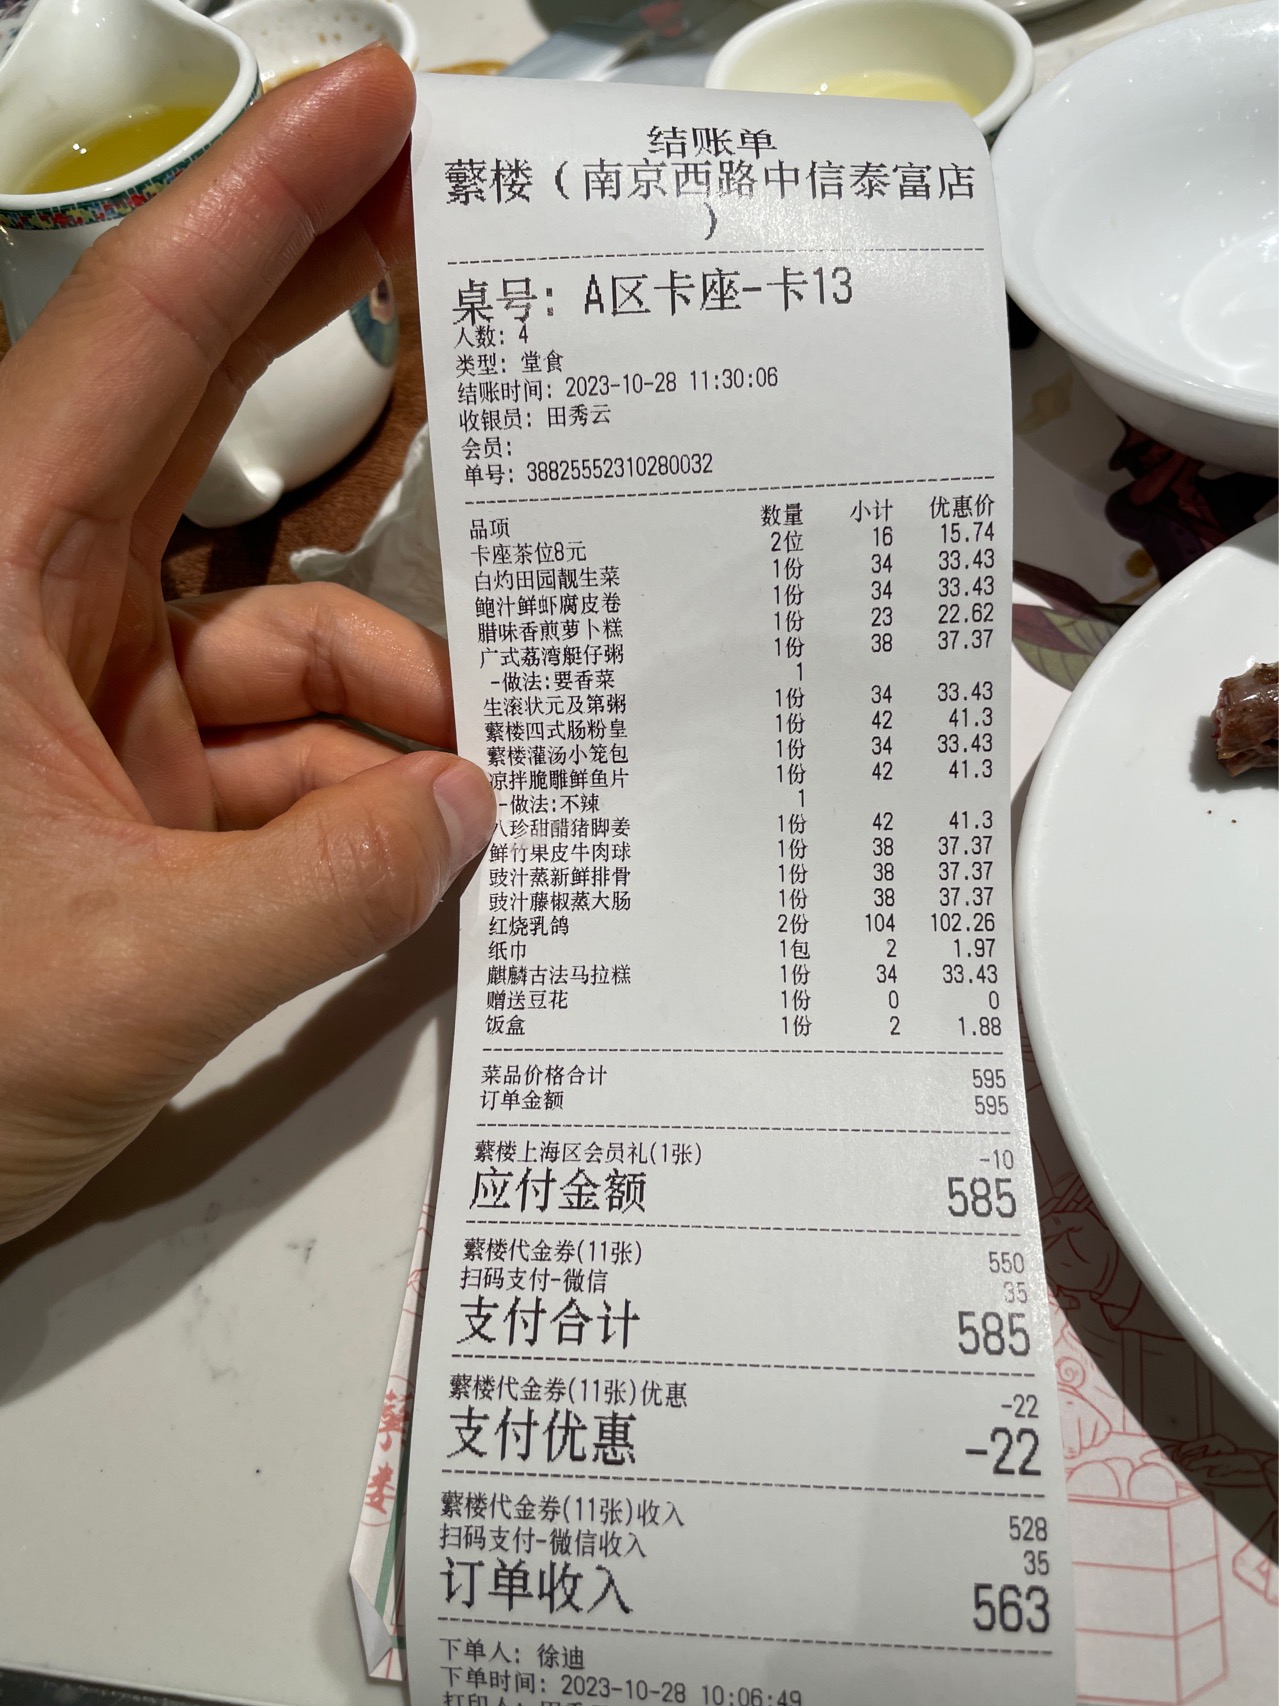 结账单
蘩楼（南京西路中信泰富店
）
桌号: A区卡座-卡13
人数: 4
类型: 堂食
结账时间: 2023-10-28 11:30:06
收银员: 田秀云
会员:
单号: 38825552310280032
品项 数量 小计 优惠价
卡座茶位8元 2位 16 15.74
白灼田园靓生菜 1份 34 33.43
鲍汁鲜虾腐皮卷 1份 34 33.43
腊味香煎萝卜糕 1份 23 22.62
广式荔湾艇仔粥 1份 38 37.37
-做法:要香菜 1
生滚状元及第粥 1份 34 33.43
蘩楼四式肠粉皇 1份 42 41.3
蘩楼灌汤小笼包 1份 34 33.43
凉拌脆雕鲜鱼片 1份 42 41.3
-做法:不辣 1
八珍甜醋猪脚姜 1份 42 41.3
鲜竹果皮牛肉球 1份 38 37.37
豉汁蒸新鲜排骨 1份 38 37.37
豉汁藤椒蒸大肠 1份 38 37.37
红烧乳鸽 2份 104 102.26
纸巾 1包 2 1.97
麒麟古法马拉糕 1份 34 33.43
赠送豆花 1份 0 0
饭盒 1份 2 1.88
菜品价格合计 595
订单金额 595
蘩楼上海区会员礼(1张) -10
应付金额 585
蘩楼代金券(11张) 550
扫码支付-微信 35
支付合计 585
蘩楼代金券(11张)优惠 -22
支付优惠 -22
蘩楼代金券(11张)收入 528
扫码支付-微信收入 35
订单收入 563
下单人: 徐迪
下单时间: 2023-10-28 10:06:49